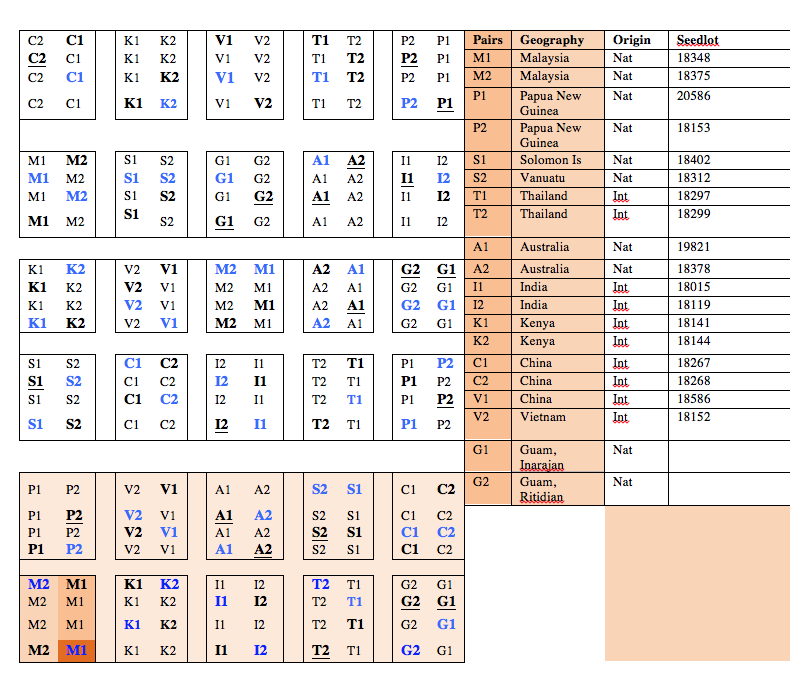 C2 C1 K1 K2 V1 V2 T1 T2 P2 P1
C2 C1 K1 K2 V1 V2 T1 T2 P2 P1
C2 C1 K1 K2 V1 V2 T1 T2 P2 P1
C2 C1 K1 K2 V1 V2 T1 T2 P2 P1
M1 M2 S1 S2 G1 G2 A1 A2 I1 I2
M1 M2 S1 S2 G1 G2 A1 A2 I1 I2
M1 M2 S1 S2 G1 G2 A1 A2 I1 I2
M1 M2 S1 S2 G1 G2 A1 A2 I1 I2
K1 K2 V2 V1 M2 M1 A2 A1 G2 G1
K1 K2 V2 V1 M2 M1 A2 A1 G2 G1
K1 K2 V2 V1 M2 M1 A2 A1 G2 G1
K1 K2 V2 V1 M2 M1 A2 A1 G2 G1
S1 S2 C1 C2 I2 I1 T2 T1 P1 P2
S1 S2 C1 C2 I2 I1 T2 T1 P1 P2
S1 S2 C1 C2 I2 I1 T2 T1 P1 P2
S1 S2 C1 C2 I2 I1 T2 T1 P1 P2
P1 P2 V2 V1 A1 A2 S2 S1 C1 C2
P1 P2 V2 V1 A1 A2 S2 S1 C1 C2
P1 P2 V2 V1 A1 A2 S2 S1 C1 C2
P1 P2 V2 V1 A1 A2 S2 S1 C1 C2
M2 M1 K1 K2 I1 I2 T2 T1 G2 G1
M2 M1 K1 K2 I1 I2 T2 T1 G2 G1
M2 M1 K1 K2 I1 I2 T2 T1 G2 G1
M2 M1 K1 K2 I1 I2 T2 T1 G2 G1
Pairs Geography Origin Seedlot
M1 Malaysia Nat 18348
M2 Malaysia Nat 18375
P1 Papua New Nat 20586
Guinea
P2 Papua New Nat 18153
Guinea
S1 Solomon Is Nat 18402
S2 Vanuatu Nat 18312
T1 Thailand Int 18297
T2 Thailand Int 18299
A1 Australia Nat 19821
A2 Australia Nat 18378
I1 India Int 18015
I2 India Int 18119
K1 Kenya Int 18141
K2 Kenya Int 18144
C1 China Int 18267
C2 China Int 18268
V1 China Int 18586
V2 Vietnam Int 18152
G1 Guam, Nat
Inarajan
G2 Guam, Nat
Ritidian